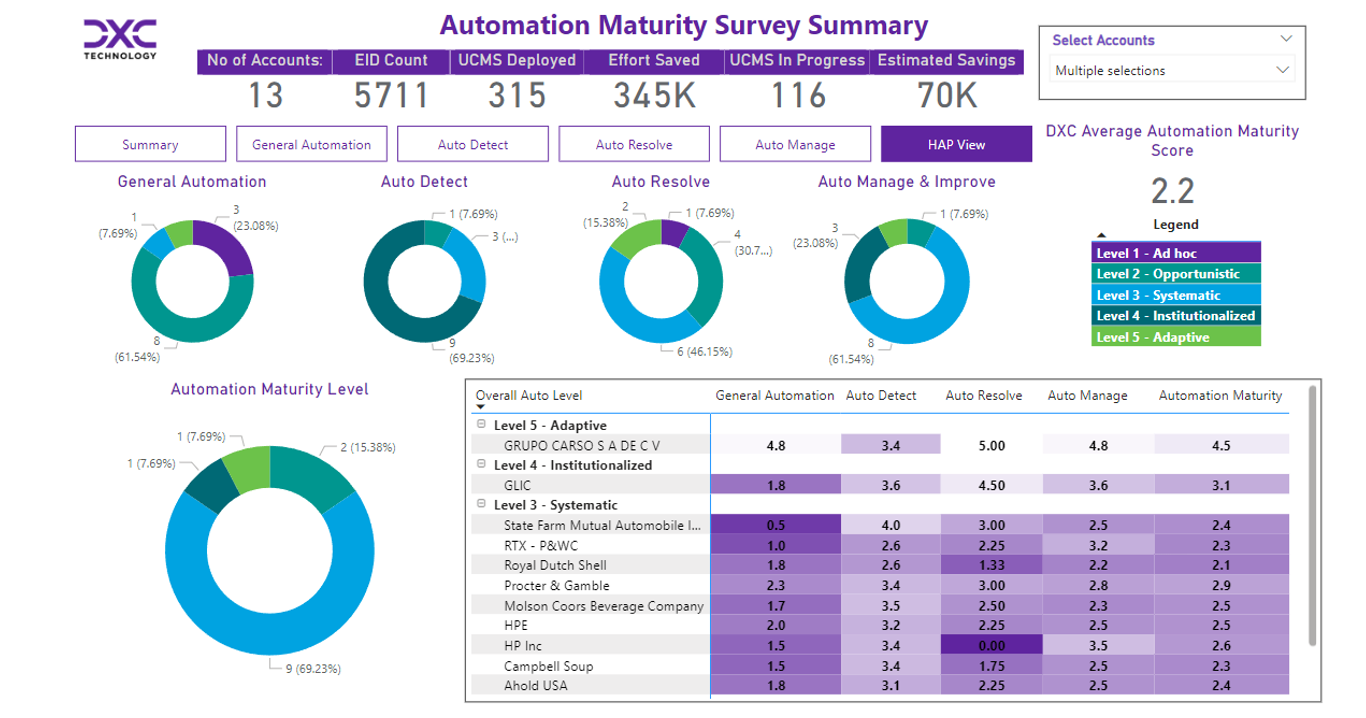 DXC
TECHNOLOGY
Automation Maturity Survey Summary
No of Accounts: EID Count UCMS Deployed Effort Saved UCMS In Progress Estimated Savings
13 5711 315 345K 116 70K
Select Accounts
Multiple selections
Summary General Automation Auto Detect Auto Resolve Auto Manage HAP View
DXC Average Automation Maturity
Score
2.2
Legend
Level 1 - Ad hoc
Level 2 - Opportunistic
Level 3 - Systematic
Level 4 - Institutionalized
Level 5 - Adaptive
General Automation
1
(7.69%)
3
(23.08%)
8
(61.54%)
Auto Detect
1 (7.69%)
3 (...)
9
(69.23%)
Auto Resolve
2
(15.38%)
1 (7.69%)
4
(30.7...)
6 (46.15%)
Auto Manage & Improve
3
(23.08%)
1 (7.69%)
8
(61.54%)
Automation Maturity Level
1 (7.69%)
1 (7.69%)
2 (15.38%)
9 (69.23%)
Overall Auto Level General Automation Auto Detect Auto Resolve Auto Manage Automation Maturity
Level 5 - Adaptive
GRUPO CARSO S A DE C V 4.8 3.4 5.00 4.8 4.5
Level 4 - Institutionalized
GLIC 1.8 3.6 4.50 3.6 3.1
Level 3 - Systematic
State Farm Mutual Automobile I... 0.5 4.0 3.00 2.5 2.4
RTX - P&WC 1.0 2.6 2.25 3.2 2.3
Royal Dutch Shell 1.8 2.6 1.33 2.2 2.1
Procter & Gamble 2.3 3.4 3.00 2.8 2.9
Molson Coors Beverage Company 1.7 3.5 2.50 2.3 2.5
HPE 2.0 3.2 2.25 2.5 2.5
HP Inc 1.5 3.4 0.00 3.5 2.6
Campbell Soup 1.5 3.4 1.75 2.5 2.3
Ahold USA 1.8 3.1 2.25 2.5 2.4